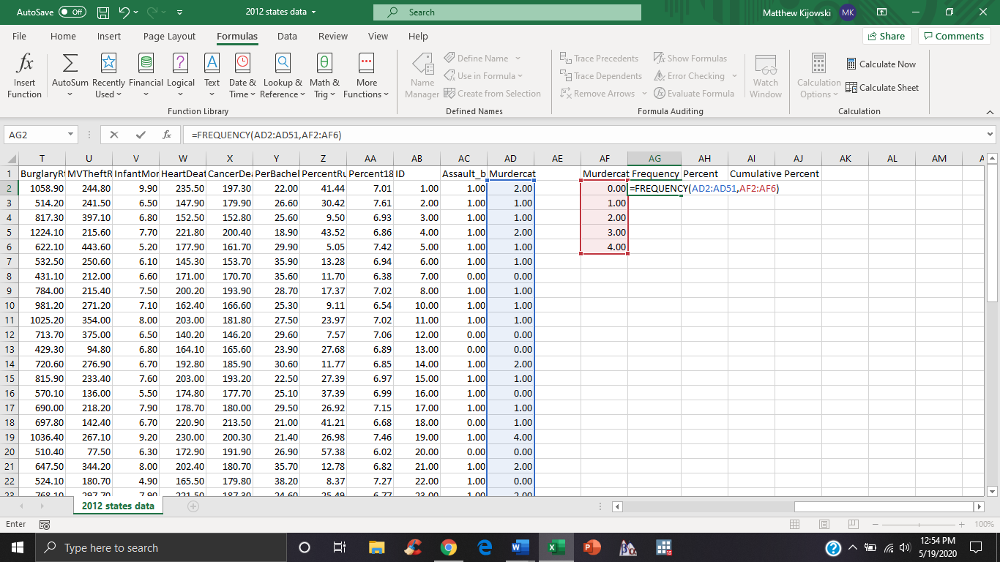 AutoSave Off 2012 states data Search Matthew Kijowski MK
File Home Insert Page Layout Formulas Data Review View Help Share Comments
fx Insert Function
Σ AutoSum
Recently Used
Financial
Logical
Text
Date & Time
Lookup & Reference
Math & Trig
More Functions
Function Library
Name Manager
Define Name
Use in Formula
Create from Selection
Defined Names
Trace Precedents
Trace Dependents
Remove Arrows
Show Formulas
Error Checking
Evaluate Formula
Formula Auditing
Watch Window
Calculation Options
Calculate Now
Calculate Sheet
Calculation
AG2 fx =FREQUENCY(AD2:AD51,AF2:AF6)
T U V W X Y Z AA AB AC AD AE AF AG AH AI AJ AK AL AM A
1 BurglaryRt MVTheftR InfantMor HeartDeat CancerDea PerBachel PercentRu Percent18 ID Assault_b Murdercat Murdercat Frequency Percent Cumulative Percent
2 1058.90 244.80 9.90 235.50 197.30 22.00 41.44 7.01 1.00 1.00 2.00 0.00 =FREQUENCY(AD2:AD51,AF2:AF6)
3 514.20 241.50 6.50 147.90 179.90 26.60 30.42 7.61 2.00 1.00 1.00 1.00
4 817.30 397.10 6.80 152.50 152.80 25.60 9.50 6.93 3.00 1.00 1.00 2.00
5 1224.10 215.60 7.70 221.80 200.40 18.90 43.52 6.86 4.00 1.00 2.00 3.00
6 622.10 443.60 5.20 177.90 161.70 29.90 5.05 7.42 5.00 1.00 1.00 4.00
7 532.50 250.60 6.10 145.30 153.70 35.90 13.28 6.94 6.00 1.00 1.00
8 431.10 212.00 6.60 171.00 170.70 35.60 11.70 6.38 7.00 0.00 0.00
9 784.00 215.40 7.50 200.20 193.90 28.70 17.37 7.02 8.00 1.00 1.00
10 981.20 271.20 7.10 162.40 166.60 25.30 9.11 6.54 10.00 1.00 1.00
11 1025.20 354.00 8.00 203.00 181.80 27.50 23.97 7.02 11.00 1.00 1.00
12 713.70 375.00 6.50 140.20 146.20 29.60 7.57 7.06 12.00 0.00 0.00
13 429.30 94.80 6.80 164.10 165.60 23.90 27.68 6.89 13.00 0.00 0.00
14 720.60 276.90 6.70 192.80 185.90 30.60 11.77 6.85 14.00 1.00 2.00
15 815.90 233.40 7.60 203.00 193.20 22.50 27.39 6.97 15.00 1.00 1.00
16 570.10 136.00 5.50 174.80 177.70 25.10 37.39 6.99 16.00 1.00 0.00
17 690.00 218.20 7.90 178.70 180.00 29.50 26.92 7.15 17.00 1.00 1.00
18 697.80 142.40 6.70 220.90 213.50 21.00 41.21 6.68 18.00 0.00 1.00
19 1036.40 267.10 9.20 230.00 200.30 21.40 26.98 7.46 19.00 1.00 4.00
20 510.40 77.50 6.30 172.90 191.90 26.90 57.38 6.02 20.00 0.00 0.00
21 647.50 344.20 8.00 202.40 180.70 35.70 12.78 6.82 21.00 1.00 2.00
22 524.10 180.70 4.90 165.50 179.80 38.20 8.37 7.27 22.00 1.00 0.00
23 768.10 297.70 7.90 221.50 187.30 24.60 25.49 6.77 23.00 1.00 2.00
2012 states data
Enter 100%
Type here to search 12:54 PM
5/19/2020